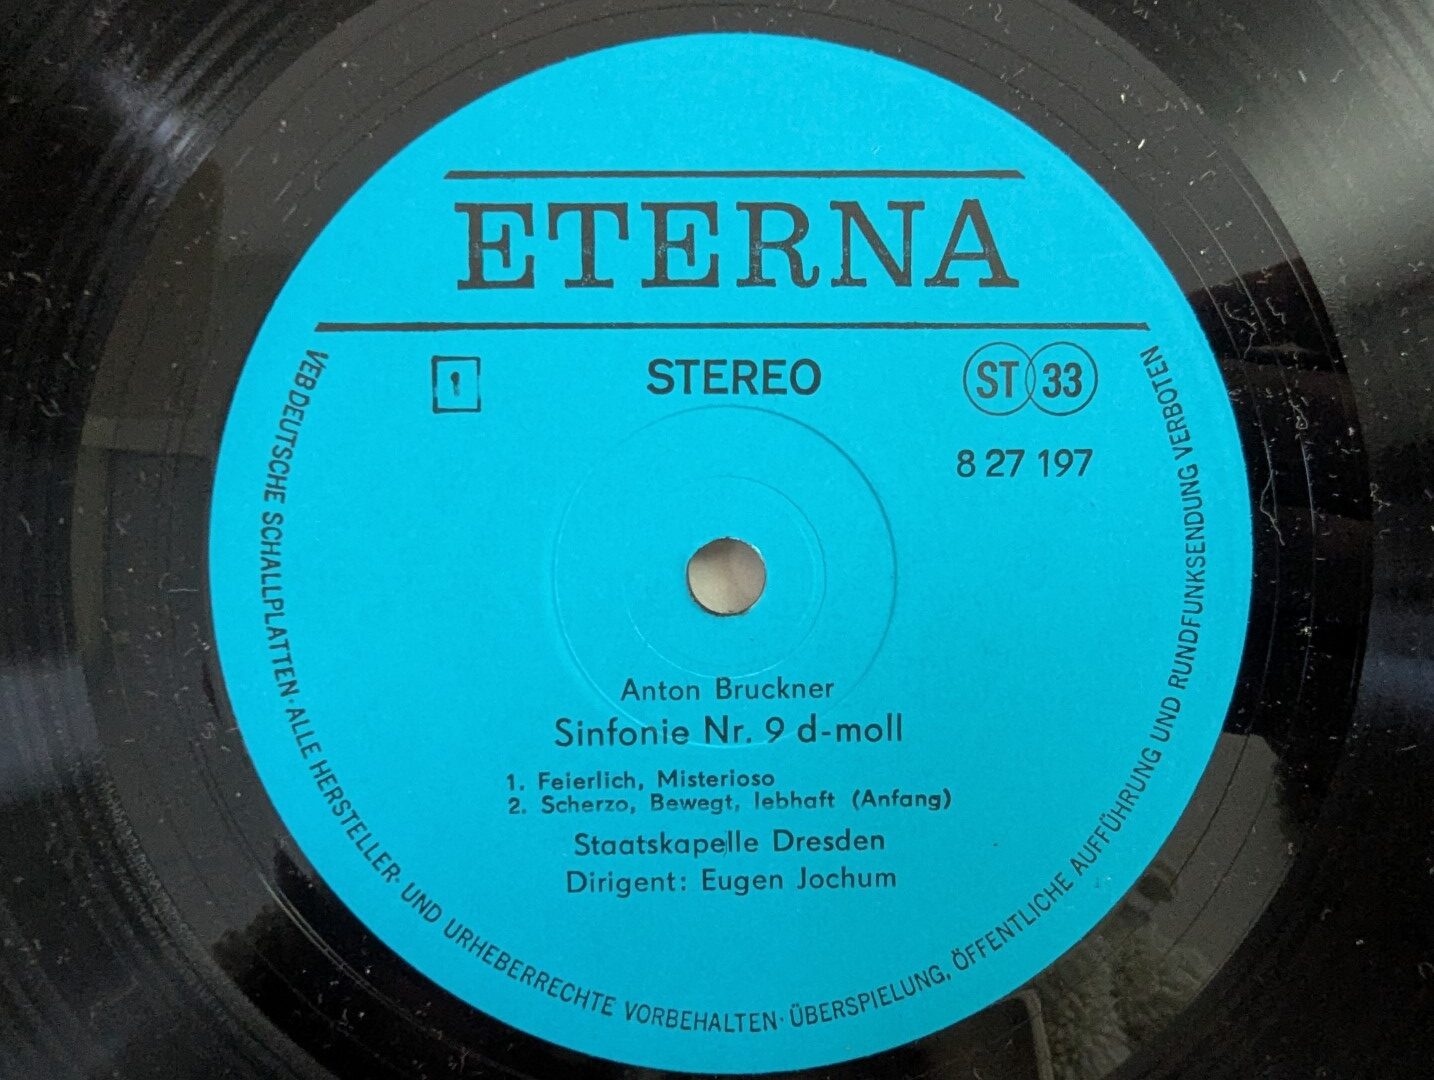 ETERNA
1 STEREO ST 33
8 27 197
Anton Bruckner
Sinfonie Nr. 9 d-moll
1. Feierlich, Misterioso
2. Scherzo, Bewegt, lebhaft (Anfang)
Staatskapelle Dresden
Dirigent: Eugen Jochum
VEB DEUTSCHE SCHALLPLATTEN · ALLE HERSTELLER- UND URHEBERRECHTE VORBEHALTEN · ÜBERSPIELUNG, ÖFFENTLICHE AUFFÜHRUNG UND RUNDFUNKSENDUNG VERBOTEN